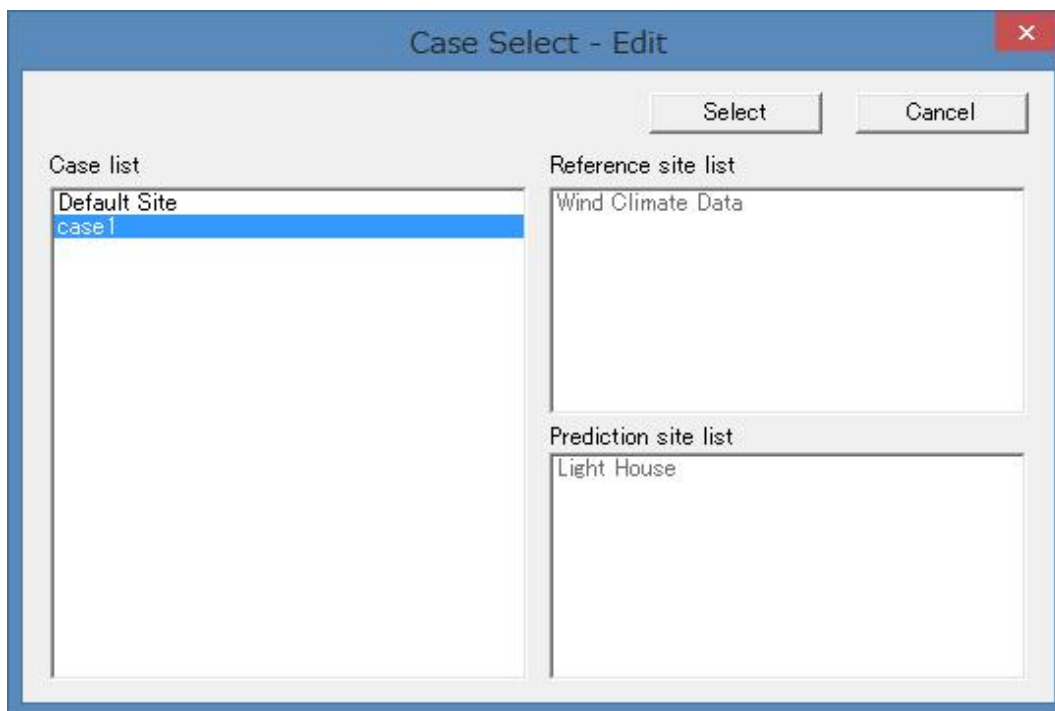 Case Select - Edit
Select
Cancel
Case list
Default Site
case1
Reference site list
Wind Climate Data
Prediction site list
Light House